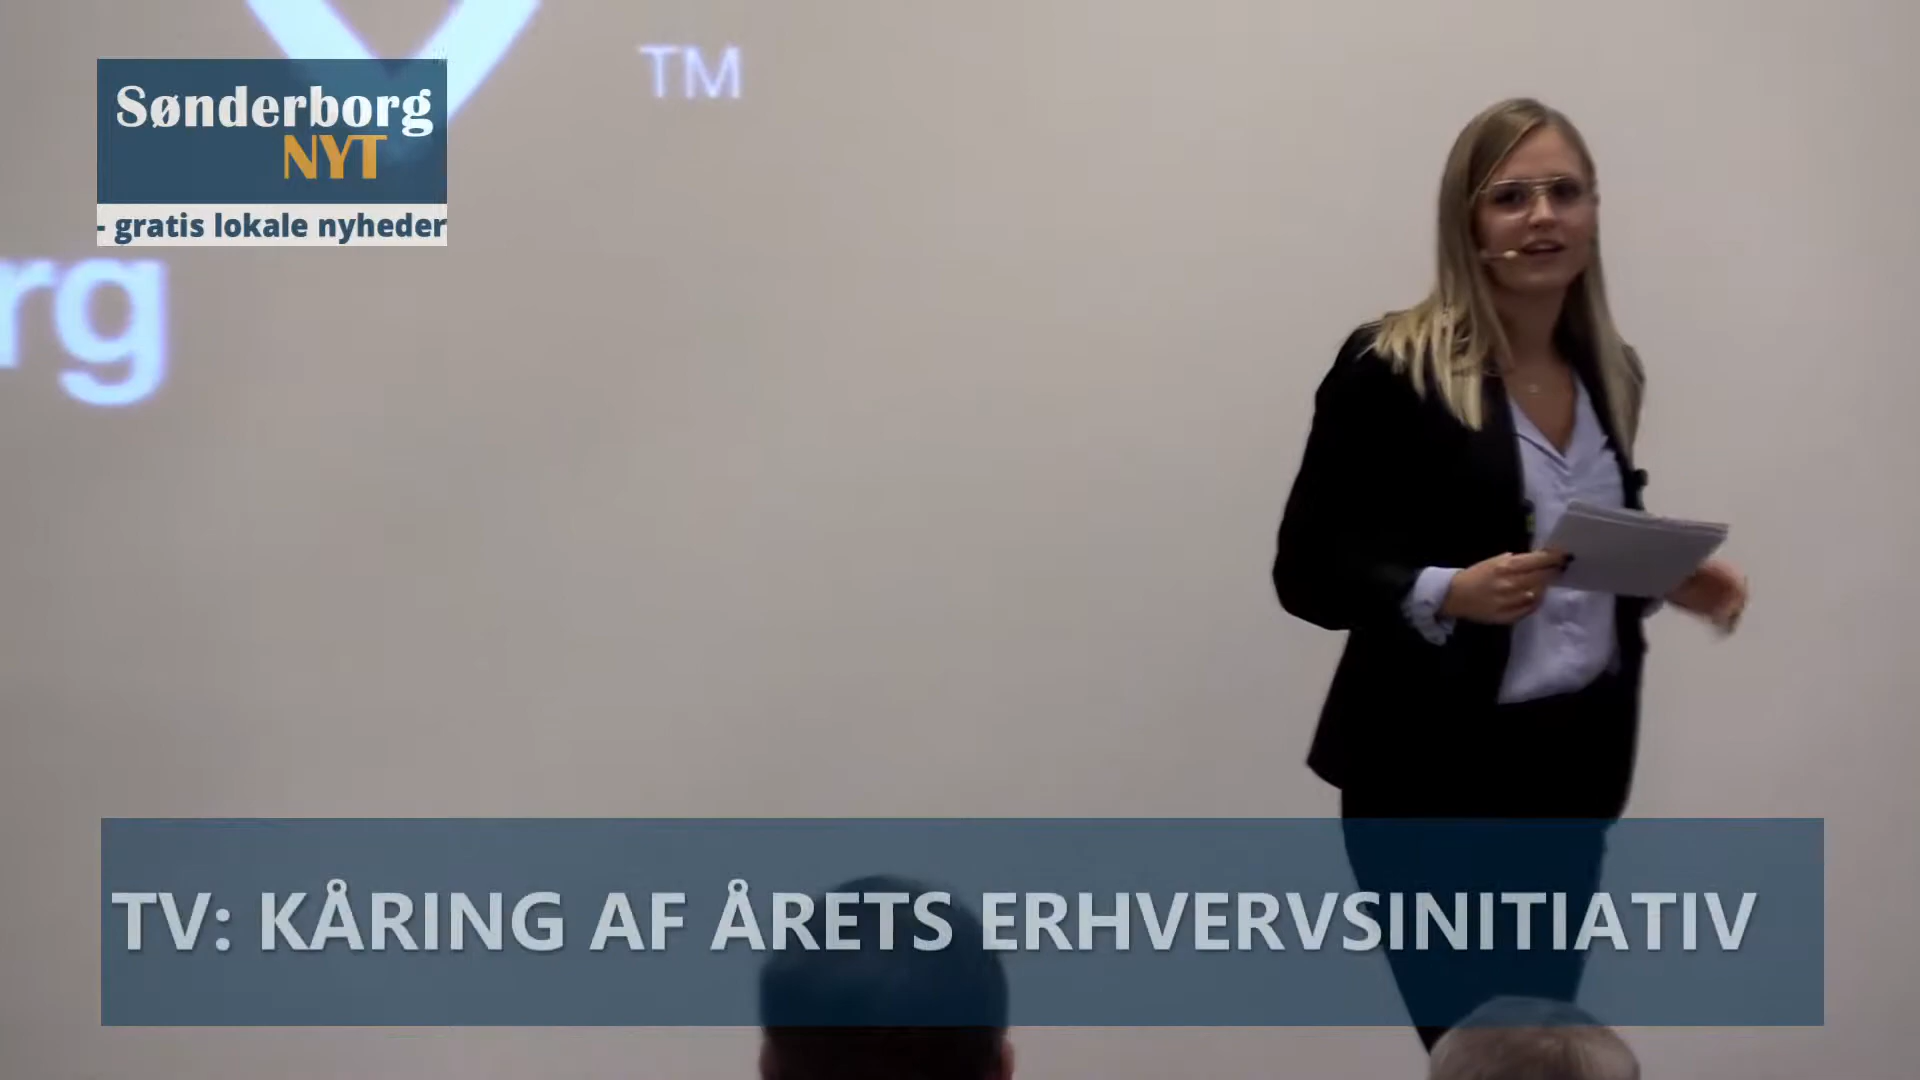 TM
Sønderborg
NYT
- gratis lokale nyheder
rg
TV: KÅRING AF ÅRETS ERHVERVSINITIATIV